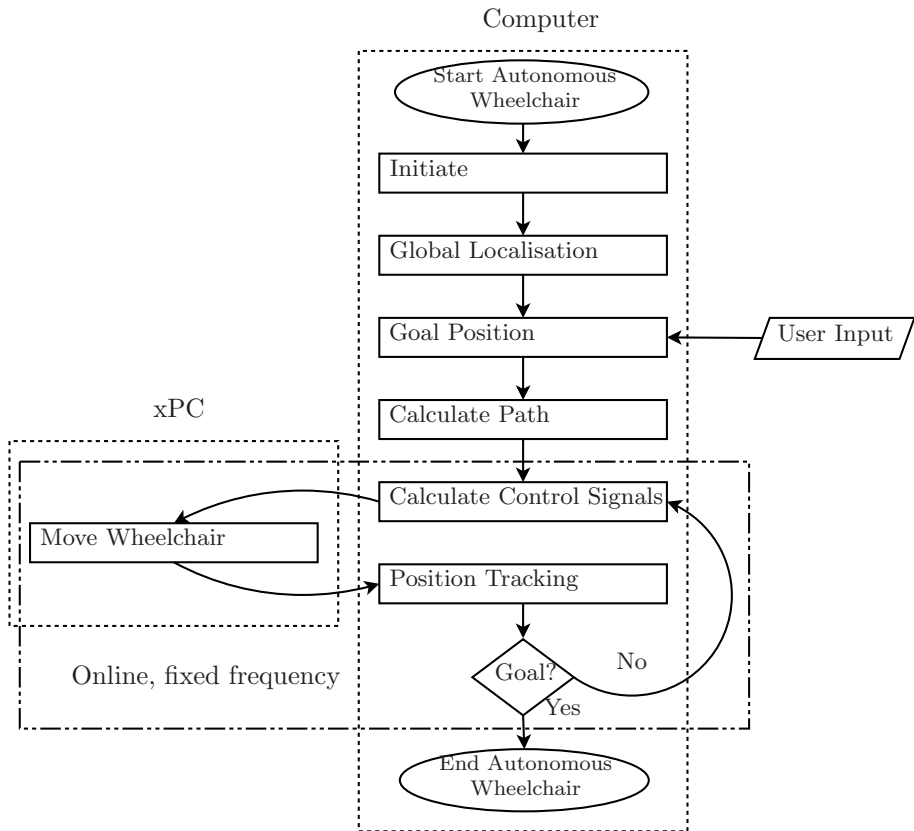 Computer
Start Autonomous
Wheelchair
Initiate
Global Localisation
Goal Position
User Input
Calculate Path
xPC
Calculate Control Signals
Move Wheelchair
Position Tracking
Goal?
No
Online, fixed frequency
Yes
End Autonomous
Wheelchair